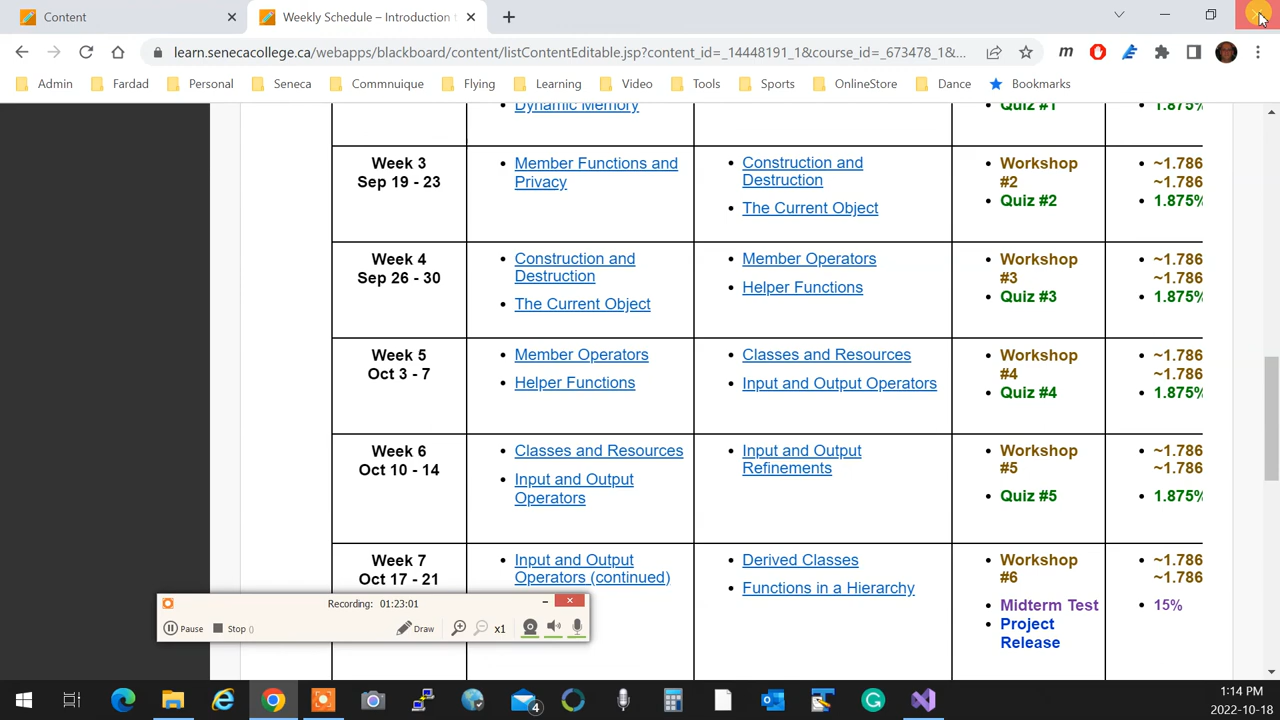 Content
Weekly Schedule – Introduction t
learn.senecacollege.ca/webapps/blackboard/content/listContentEditable.jsp?content_id=_14448191_1&course_id=_673478_1&...
m
Admin Fardad Personal Seneca Commnuique Flying Learning Video Tools Sports OnlineStore Dance Bookmarks
Dynamic Memory
Quiz #1
1.875%
Week 3
Sep 19 - 23
Member Functions and
Privacy
Construction and
Destruction
The Current Object
Workshop
#2
Quiz #2
~1.786
~1.786
1.875%
Week 4
Sep 26 - 30
Construction and
Destruction
The Current Object
Member Operators
Helper Functions
Workshop
#3
Quiz #3
~1.786
~1.786
1.875%
Week 5
Oct 3 - 7
Member Operators
Helper Functions
Classes and Resources
Input and Output Operators
Workshop
#4
Quiz #4
~1.786
~1.786
1.875%
Week 6
Oct 10 - 14
Classes and Resources
Input and Output
Operators
Input and Output
Refinements
Workshop
#5
Quiz #5
~1.786
~1.786
1.875%
Week 7
Oct 17 - 21
Input and Output
Operators (continued)
Derived Classes
Functions in a Hierarchy
Workshop
#6
Midterm Test
Project
Release
~1.786
~1.786
15%
Recording: 01:23:01
Pause Stop () Draw x1
4
1:14 PM
2022-10-18